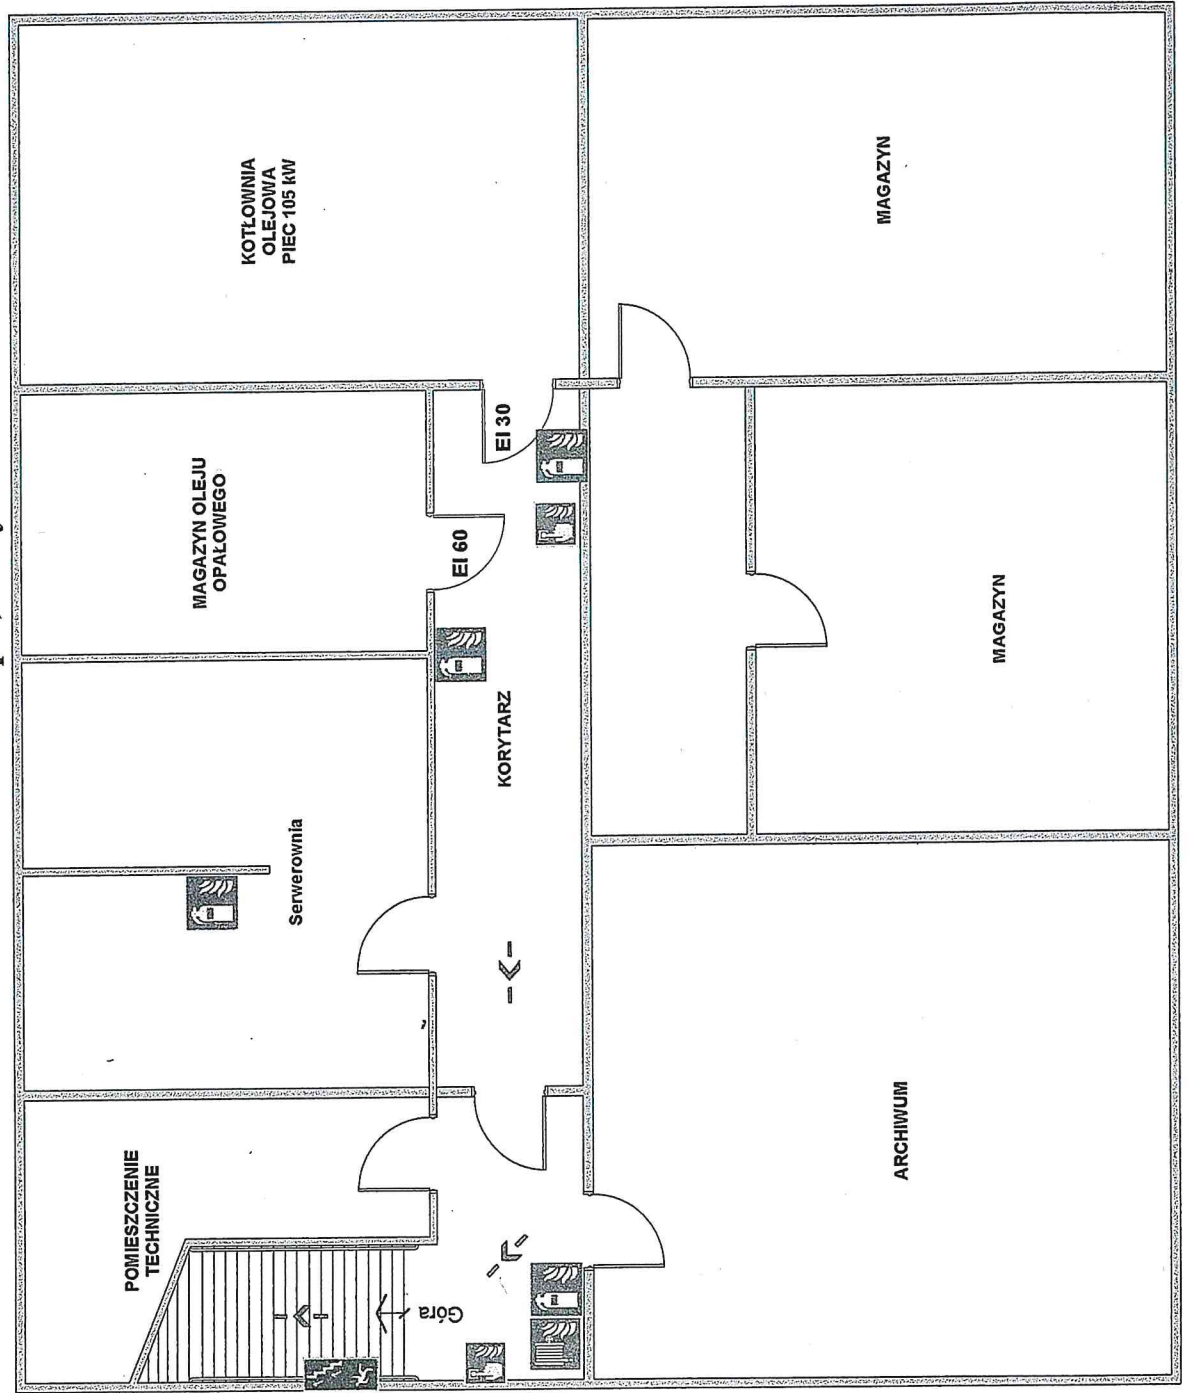 POMIESZCZENIE
TECHNICZNE
Góra
Serwerownia
MAGAZYN OLEJU
OPAŁOWEGO
KOTŁOWNIA
OLEJOWA
PIEC 105 kW
EI 60
EI 30
KORYTARZ
ARCHIWUM
MAGAZYN
MAGAZYN